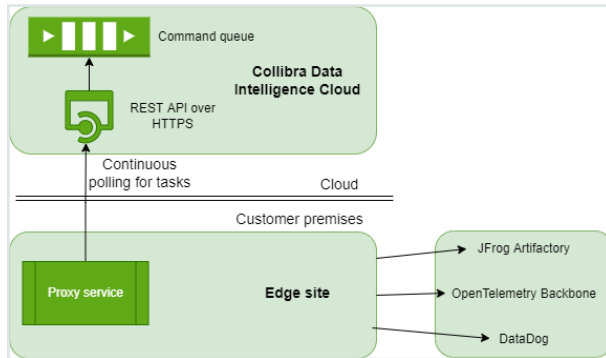 Command queue
Collibra Data
Intelligence Cloud
REST API over
HTTPS
Continuous
polling for tasks
Cloud
Customer premises
Proxy service
Edge site
JFrog Artifactory
OpenTelemetry Backbone
DataDog